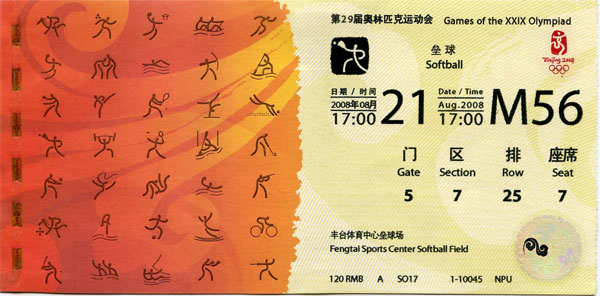 第29届奥林匹克运动会 Games of the XXIX Olympiad
垒球
Softball
Beijing 2008
日期 / 时间
2008年08月
17:00
21
Date / Time
Aug.2008
17:00
M56
门 区 排 座席
Gate Section Row Seat
5 7 25 7
丰台体育中心垒球场
Fengtai Sports Center Softball Field
120 RMB A SO17 1-10045 NPU